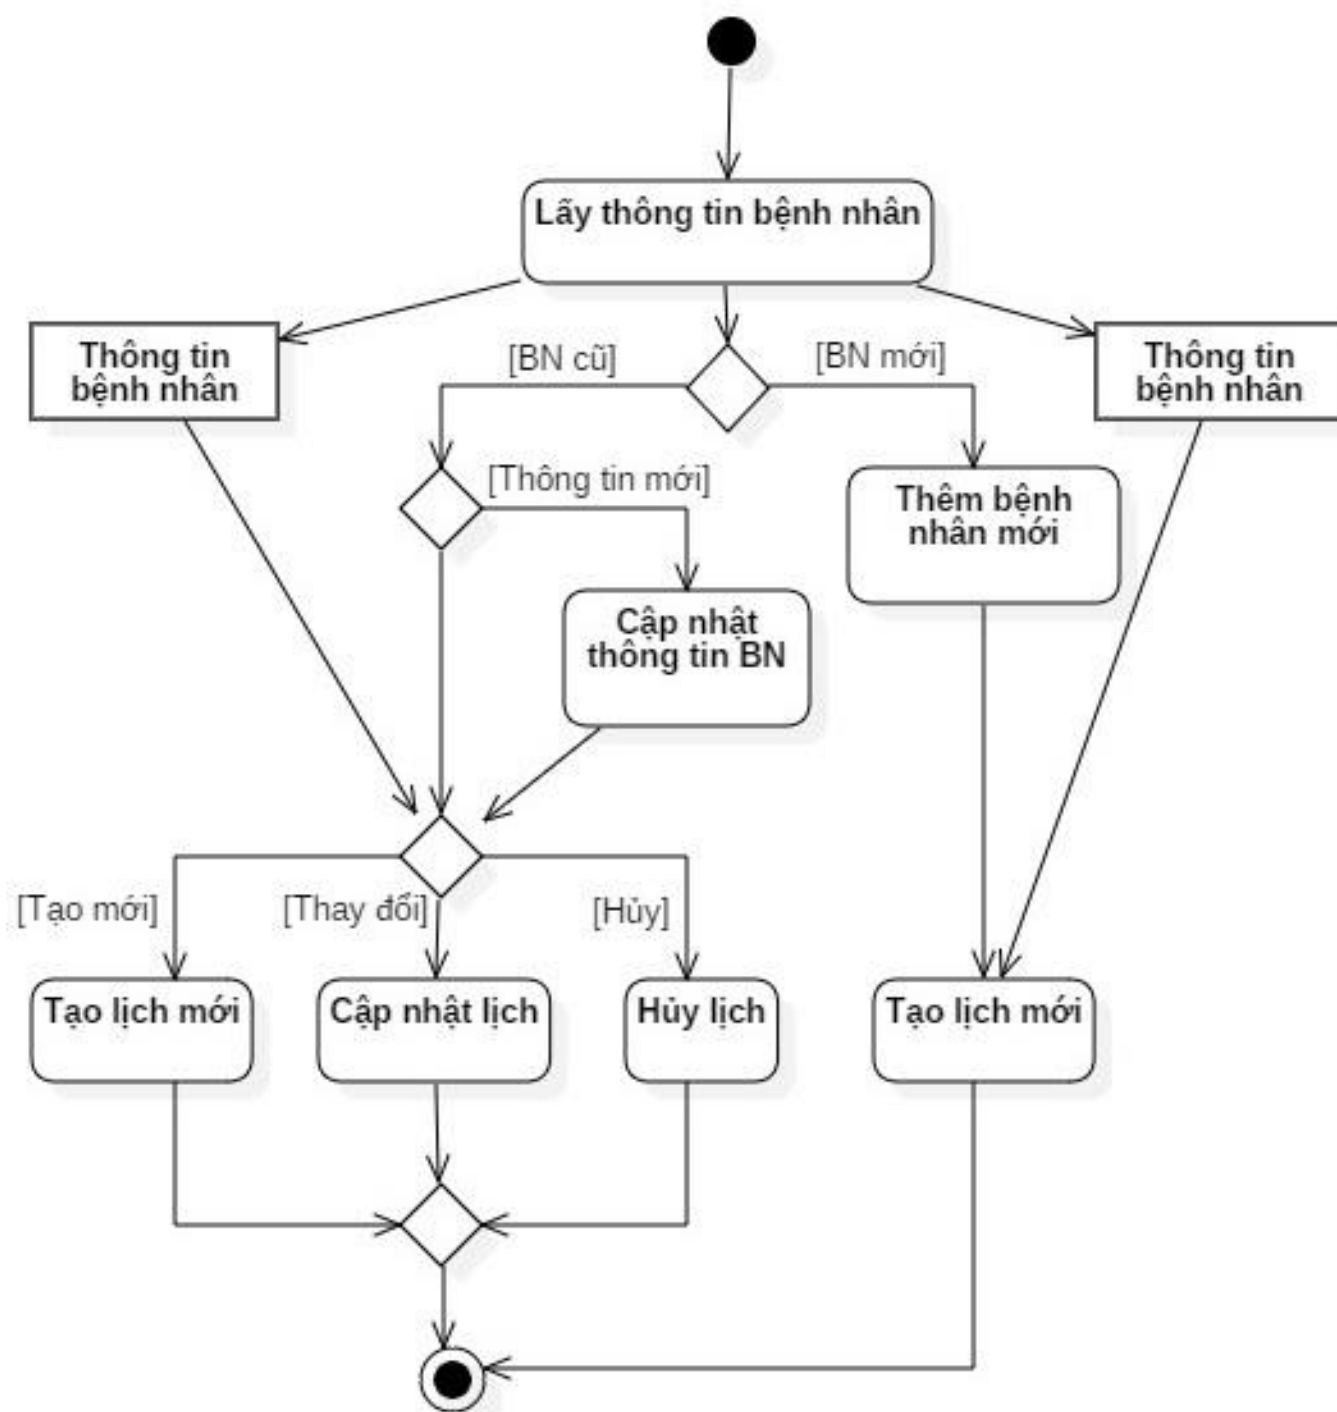 Lấy thông tin bệnh nhân
Thông tin
bệnh nhân
[BN cũ]
[BN mới]
Thông tin
bệnh nhân
[Thông tin mới]
Thêm bệnh
nhân mới
Cập nhật
thông tin BN
[Tạo mới]
[Thay đổi]
[Hủy]
Tạo lịch mới
Cập nhật lịch
Hủy lịch
Tạo lịch mới